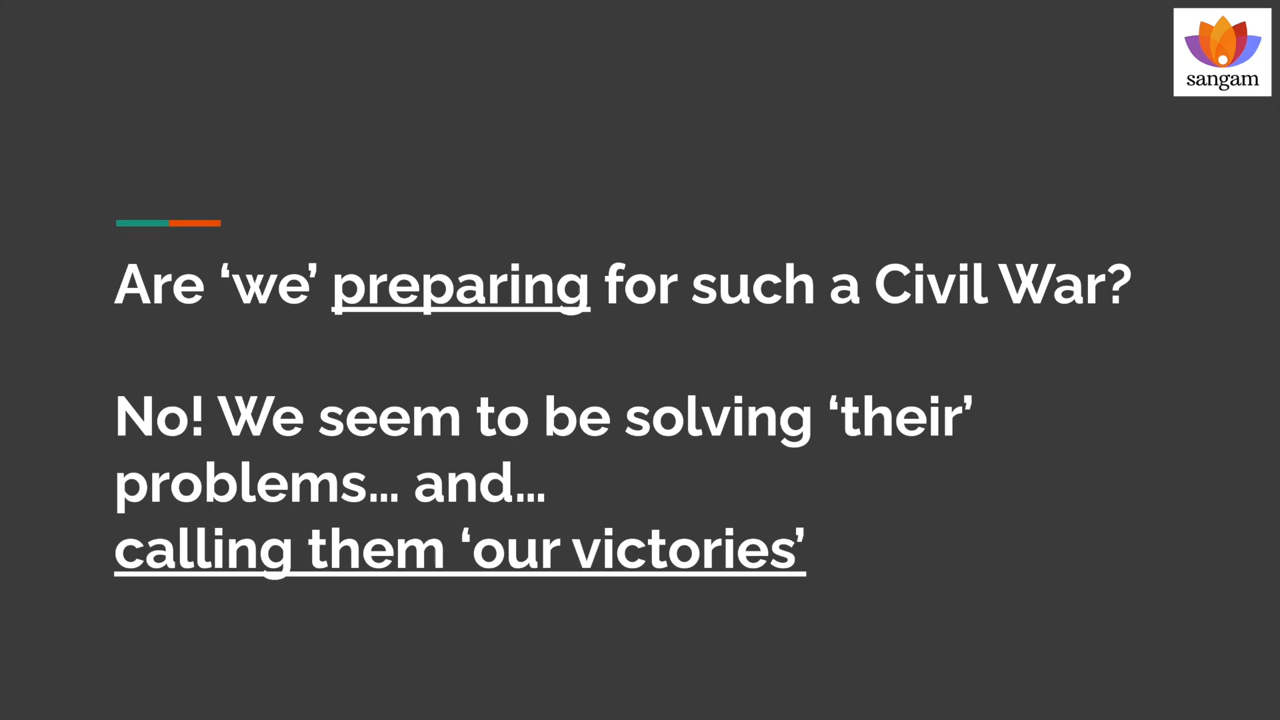 sangam
Are ‘we’ preparing for such a Civil War?
No! We seem to be solving ‘their’
problems... and...
calling them ‘our victories’